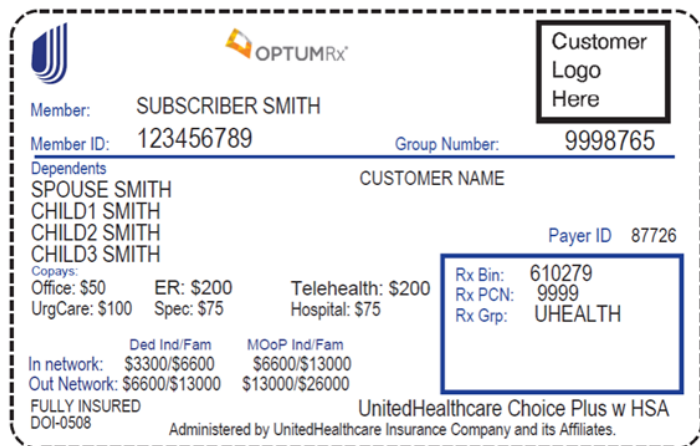 OPTUMRx®
Customer
Logo
Here
Member: SUBSCRIBER SMITH
Member ID: 123456789 Group Number: 9998765
Dependents
SPOUSE SMITH CUSTOMER NAME
CHILD1 SMITH
CHILD2 SMITH
CHILD3 SMITH
Payer ID 87726
Copays:
Office: $50 ER: $200 Telehealth: $200
UrgCare: $100 Spec: $75 Hospital: $75
Rx Bin: 610279
Rx PCN: 9999
Rx Grp: UHEALTH
Ded Ind/Fam MOoP Ind/Fam
In network: $3300/$6600 $6600/$13000
Out Network: $6600/$13000 $13000/$26000
FULLY INSURED UnitedHealthcare Choice Plus w HSA
DOI-0508 Administered by UnitedHealthcare Insurance Company and its Affiliates.